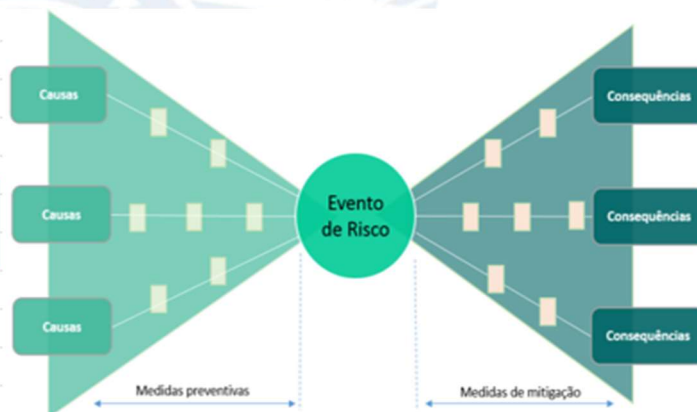 Causas
Consequências
Causas
Evento
de Risco
Consequências
Causas
Consequências
Medidas preventivas
Medidas de mitigação